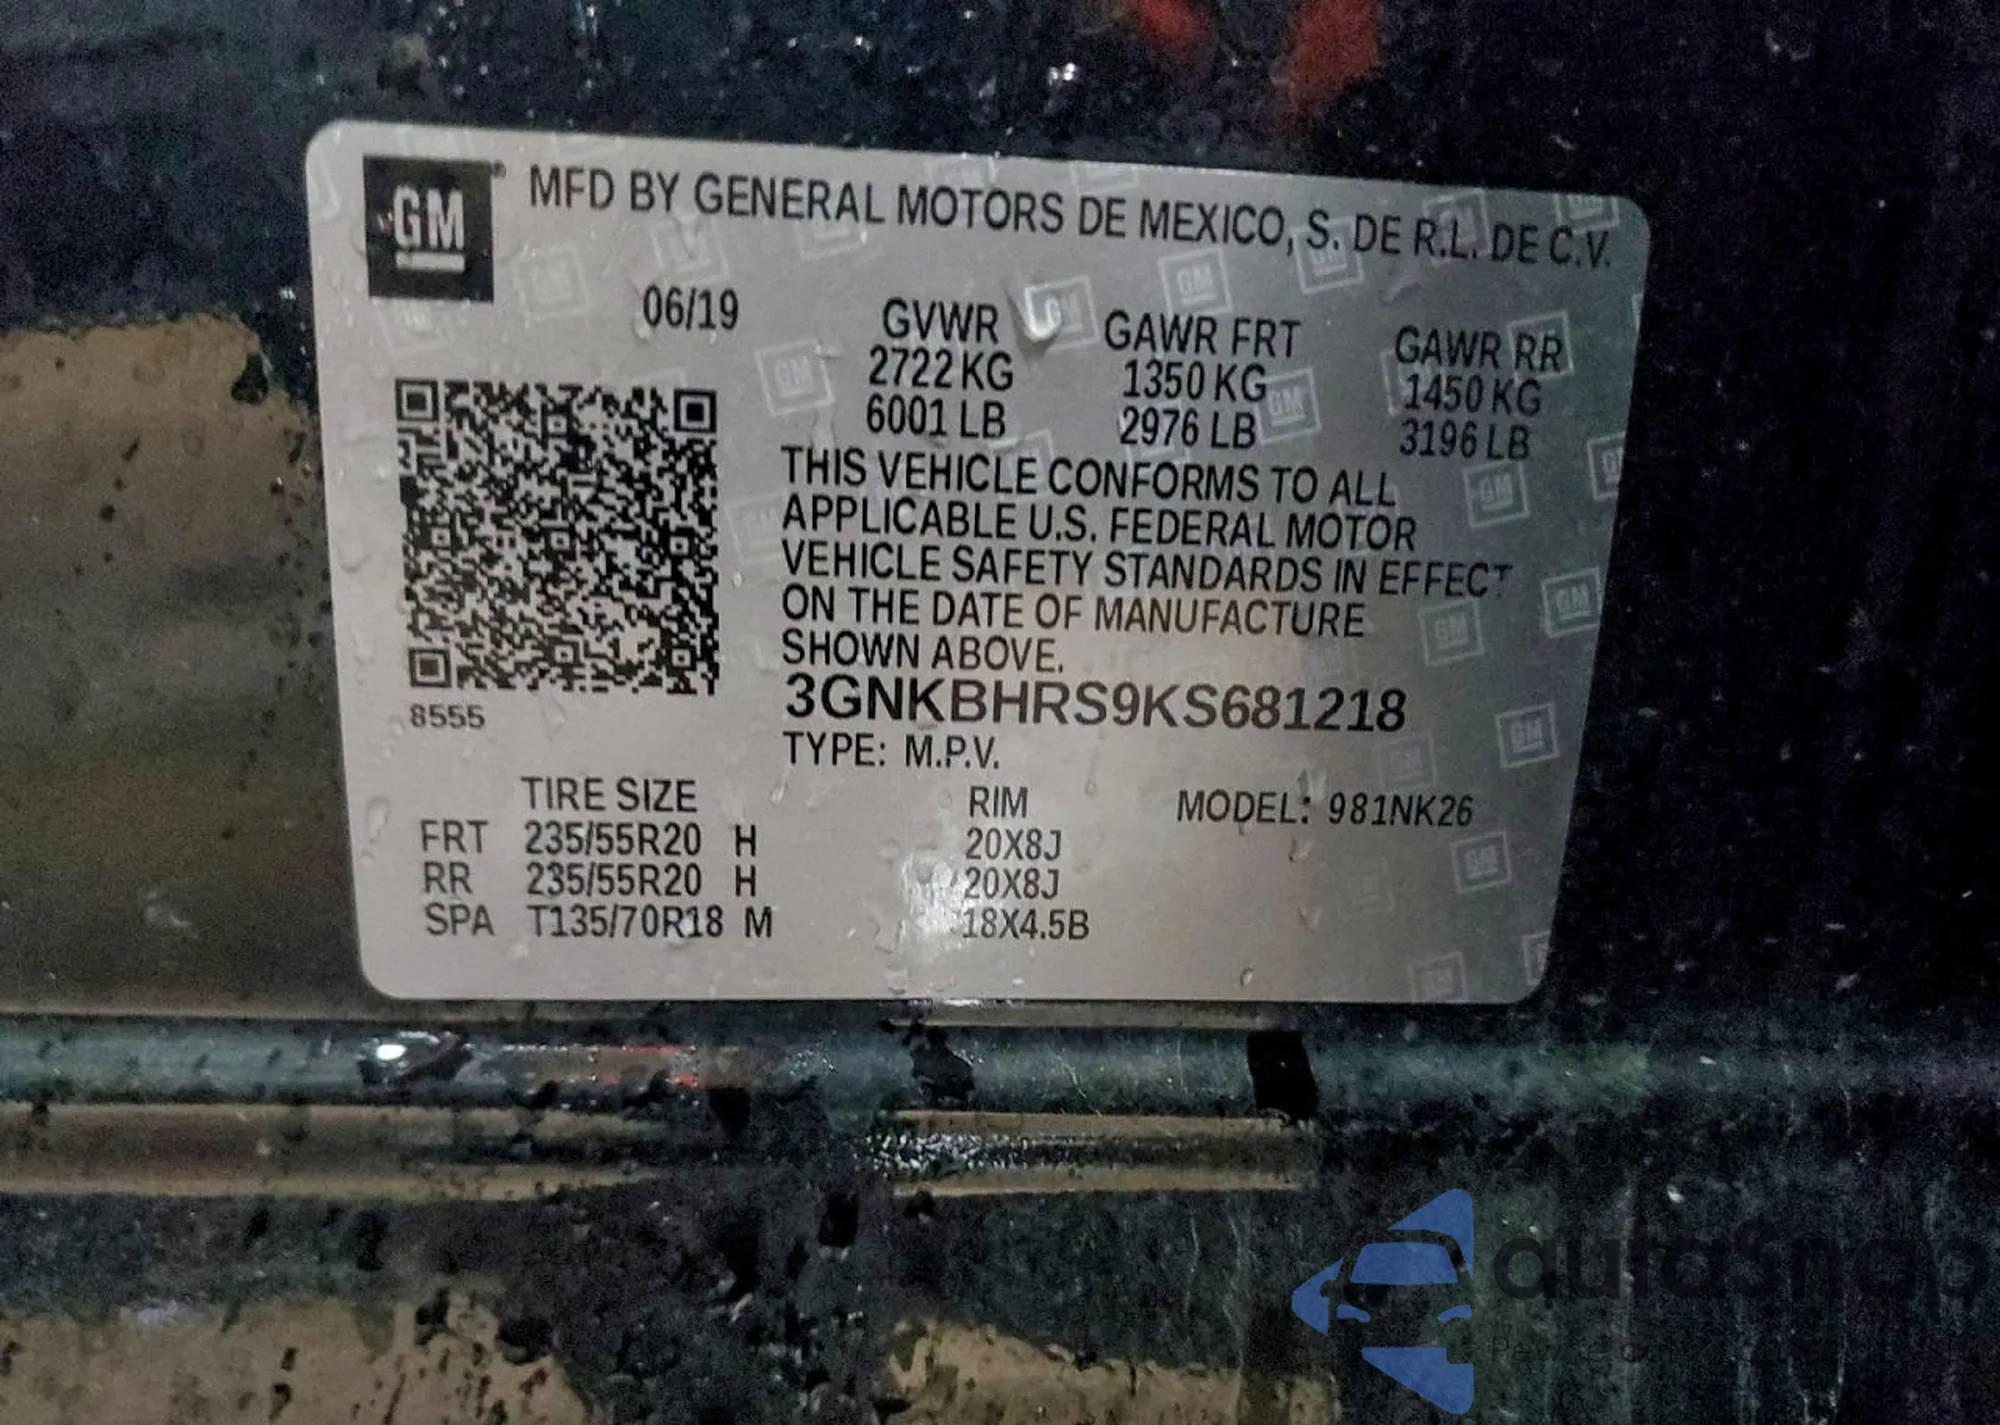 GM
MFD BY GENERAL MOTORS DE MEXICO, S. DE R.L. DE C.V.
06/19
GVWR GAWR FRT GAWR RR
2722 KG 1350 KG 1450 KG
6001 LB 2976 LB 3196 LB
THIS VEHICLE CONFORMS TO ALL
APPLICABLE U.S. FEDERAL MOTOR
VEHICLE SAFETY STANDARDS IN EFFECT
ON THE DATE OF MANUFACTURE
SHOWN ABOVE.
3GNKBHRS9KS681218
8555
TYPE: M.P.V.
TIRE SIZE RIM MODEL: 981NK26
FRT 235/55R20 H 20X8J
RR 235/55R20 H 20X8J
SPA T135/70R18 M 18X4.5B
autosnap